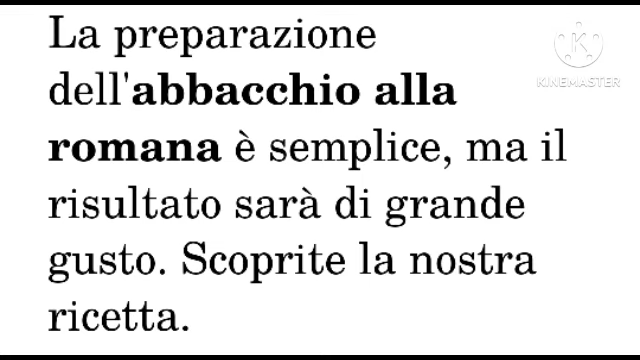 La preparazione
dell'abbacchio alla
romana è semplice, ma il
risultato sarà di grande
gusto. Scoprite la nostra
ricetta.
K
KINEMASTER